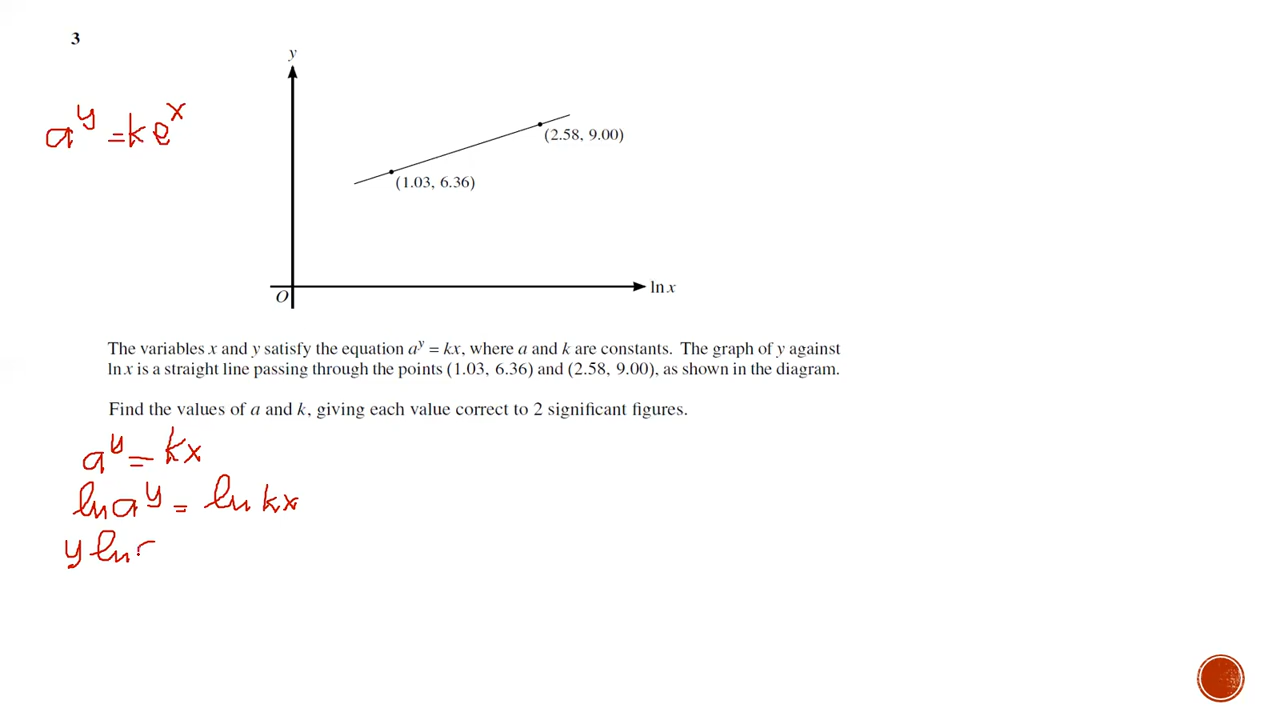 3
a^y = k e^x
y
(2.58, 9.00)
(1.03, 6.36)
O
ln x
The variables x and y satisfy the equation a^y = kx, where a and k are constants. The graph of y against
ln x is a straight line passing through the points (1.03, 6.36) and (2.58, 9.00), as shown in the diagram.
Find the values of a and k, giving each value correct to 2 significant figures.
a^y = kx
ln a^y = ln kx
y ln